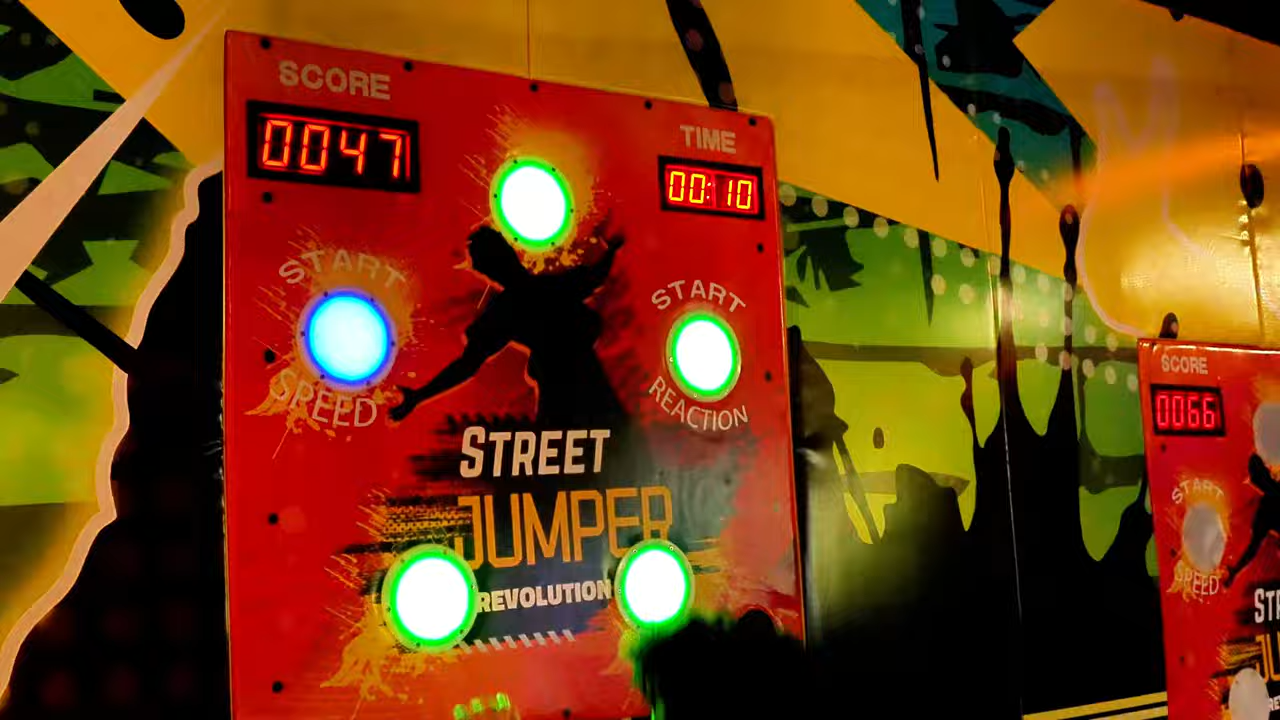 SCORE
0047
TIME
00:10
START
SPEED
START
REACTION
STREET
JUMPER
REVOLUTION
SCORE
0066
START
SPEED